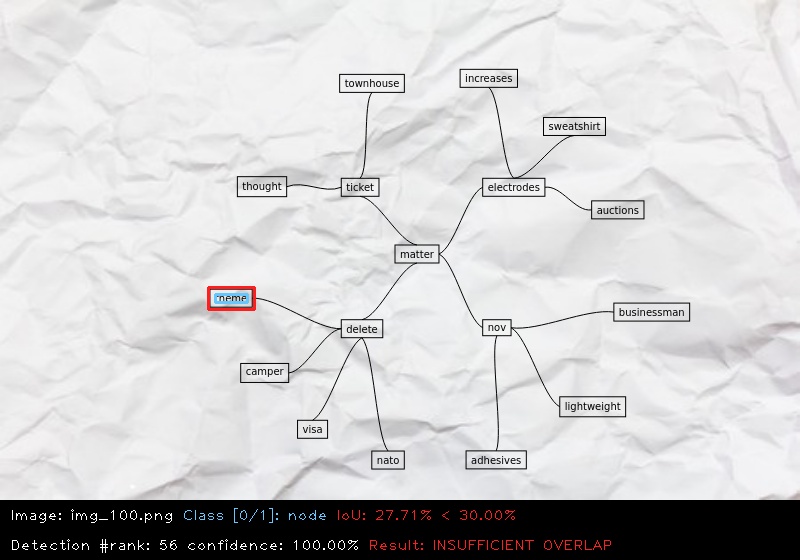 townhouse
increases
sweatshirt
thought
ticket
electrodes
auctions
matter
meme
businessman
delete
nov
camper
lightweight
visa
nato
adhesives
Image: img_100.png Class [0/1]: node IoU: 27.71% < 30.00%
Detection #rank: 56 confidence: 100.00% Result: INSUFFICIENT OVERLAP